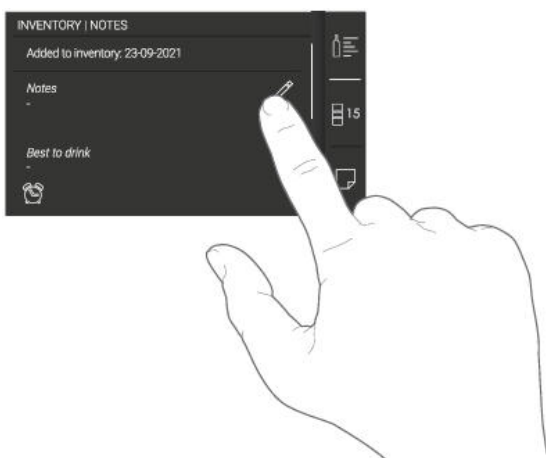 INVENTORY | NOTES
Added to inventory: 23-09-2021
Notes
-
15
Best to drink
-